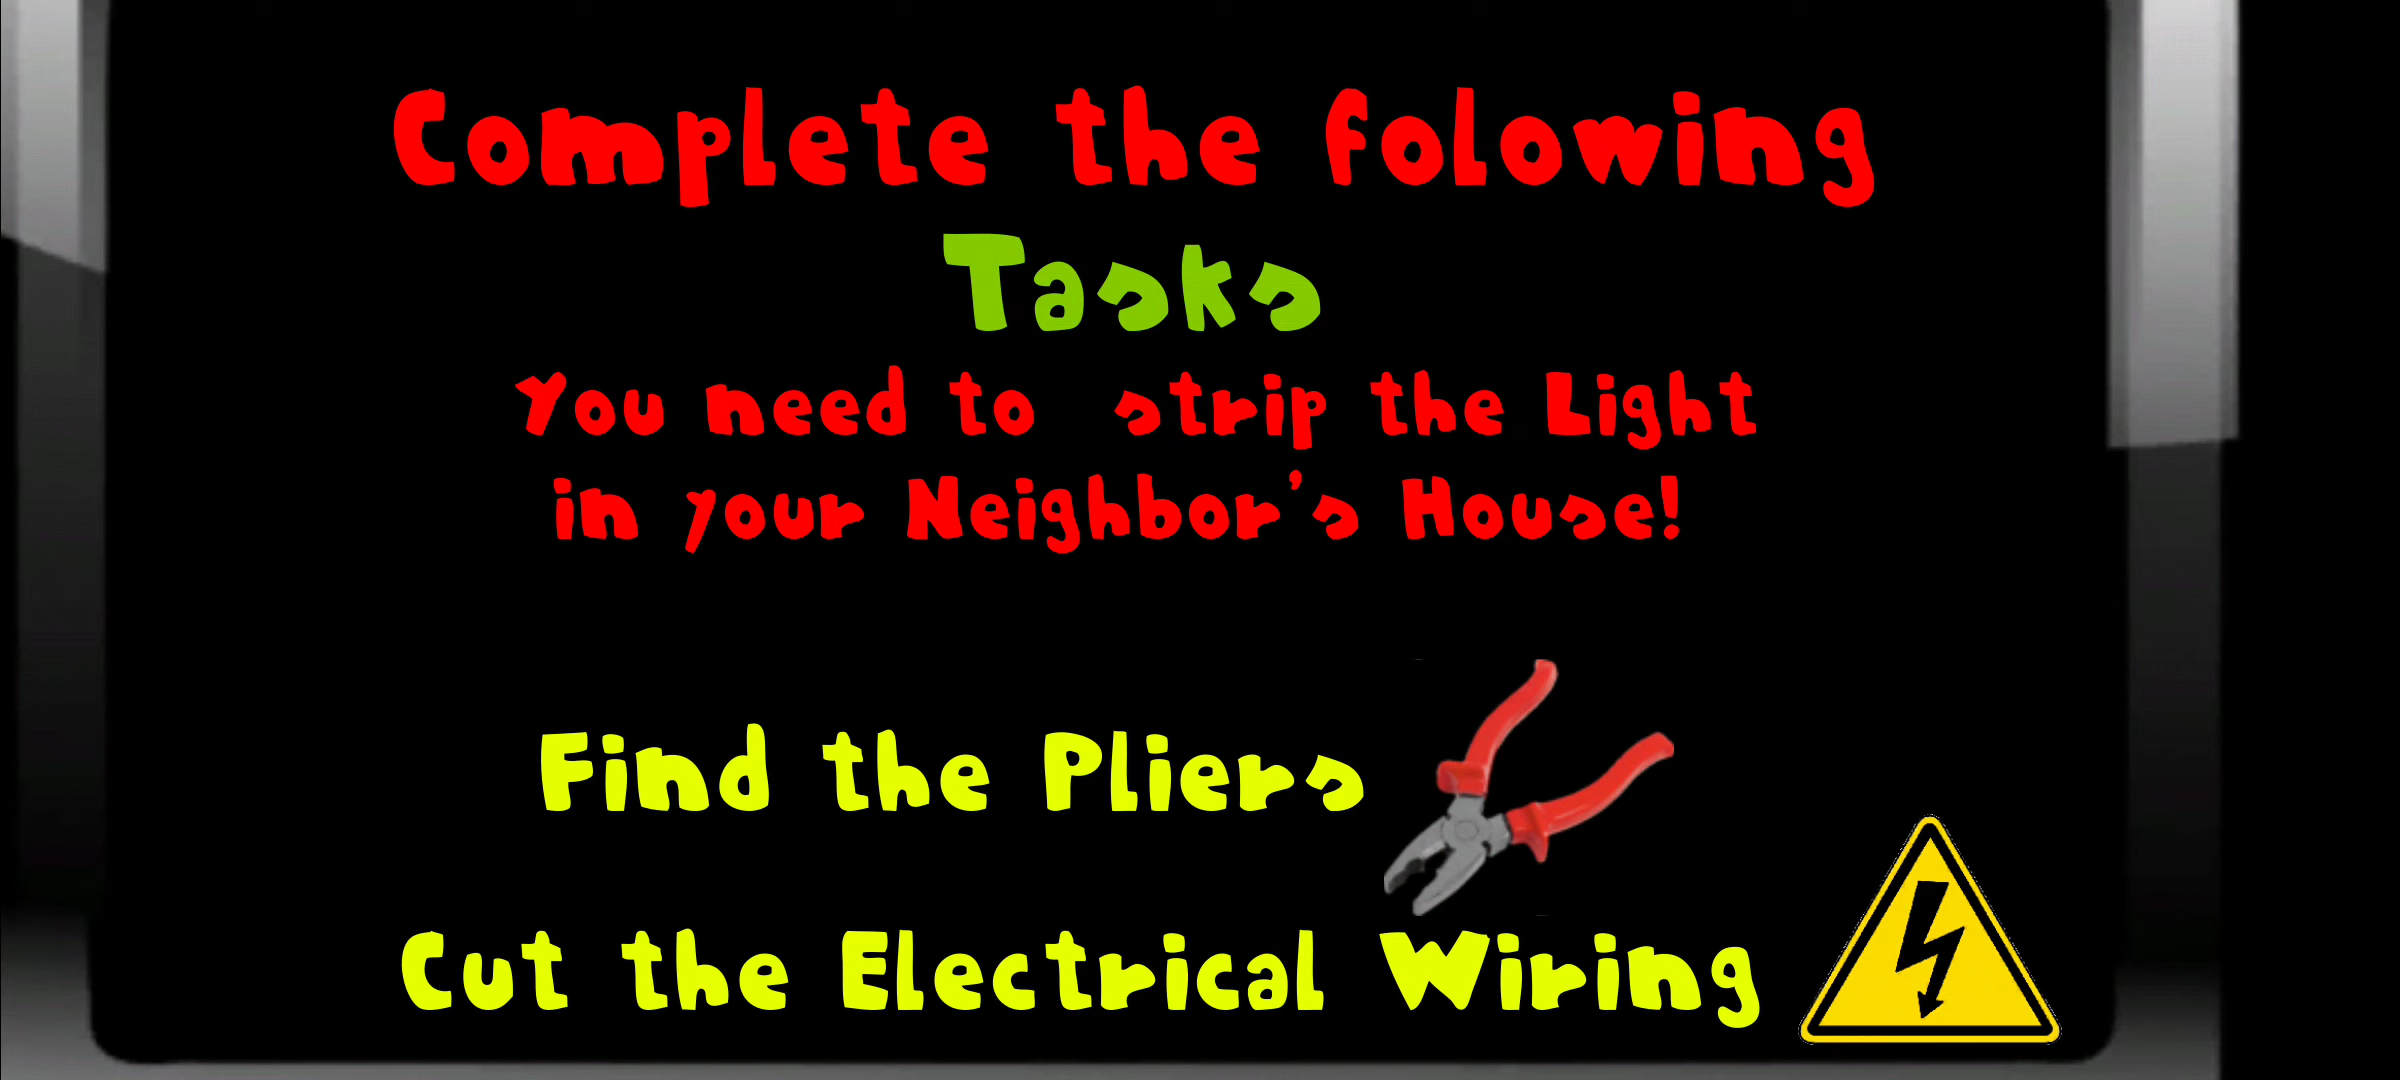 Complete the folowing
Tasks
You need to strip the Light
in your Neighbor's House!
Find the Pliers
Cut the Electrical Wiring